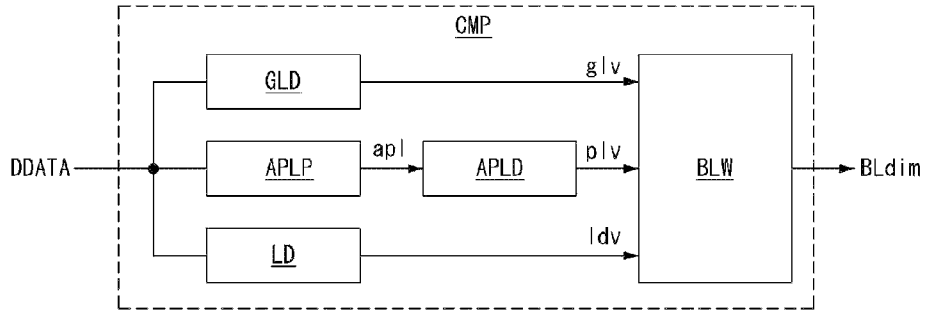 CMP
GLD
glv
DDATA
APLP
apl
APLD
plv
BLW
BLdim
LD
ldv